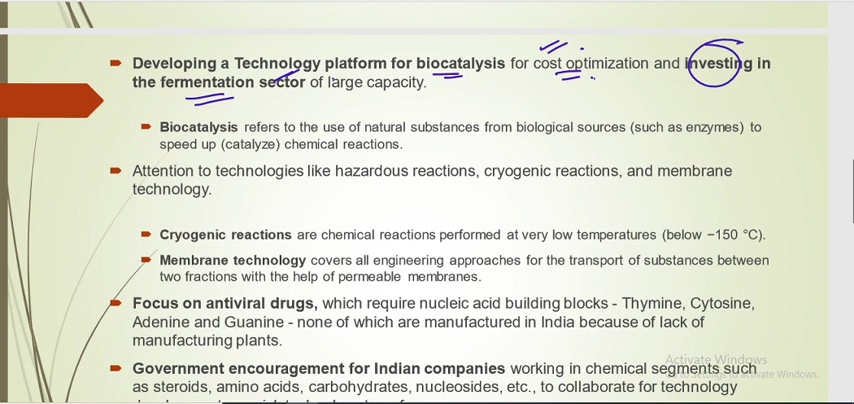 Developing a Technology platform for biocatalysis for cost optimization and investing in
the fermentation sector of large capacity.
Biocatalysis refers to the use of natural substances from biological sources (such as enzymes) to
speed up (catalyze) chemical reactions.
Attention to technologies like hazardous reactions, cryogenic reactions, and membrane
technology.
Cryogenic reactions are chemical reactions performed at very low temperatures (below −150 °C).
Membrane technology covers all engineering approaches for the transport of substances between
two fractions with the help of permeable membranes.
Focus on antiviral drugs, which require nucleic acid building blocks - Thymine, Cytosine,
Adenine and Guanine - none of which are manufactured in India because of lack of
manufacturing plants.
Government encouragement for Indian companies working in chemical segments such
as steroids, amino acids, carbohydrates, nucleosides, etc., to collaborate for technology
Activate Windows
Go to Settings to activate Windows.